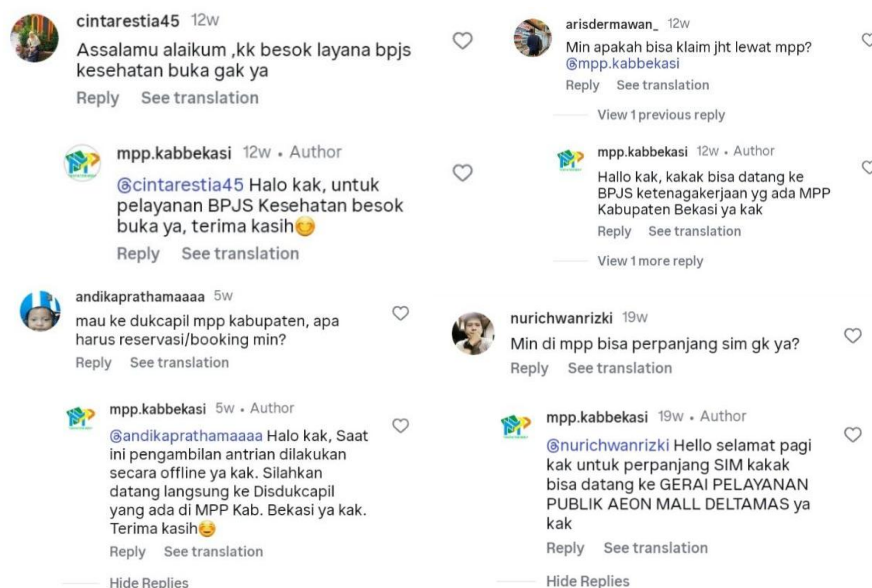 cintarestia45 12w
Assalamu alaikum ,kk besok layana bpjs
kesehatan buka gak ya
Reply See translation
mpp.kabbekasi 12w • Author
@cintarestia45 Halo kak, untuk
pelayanan BPJS Kesehatan besok
buka ya, terima kasih😊
Reply See translation
andikaprathamaaaa 5w
mau ke dukcapil mpp kabupaten, apa
harus reservasi/booking min?
Reply See translation
mpp.kabbekasi 5w • Author
@andikaprathamaaaa Halo kak, Saat
ini pengambilan antrian dilakukan
secara offline ya kak. Silahkan
datang langsung ke Disdukcapil
yang ada di MPP Kab. Bekasi ya kak.
Terima kasih😊
Reply See translation
Hide Replies
arisdermawan_ 12w
Min apakah bisa klaim jht lewat mpp?
@mpp.kabbekasi
Reply See translation
View 1 previous reply
mpp.kabbekasi 12w • Author
Hallo kak, kakak bisa datang ke
BPJS ketenagakerjaan yg ada MPP
Kabupaten Bekasi ya kak
Reply See translation
View 1 more reply
nurichwanrizki 19w
Min di mpp bisa perpanjang sim gk ya?
Reply See translation
mpp.kabbekasi 19w • Author
@nurichwanrizki Hello selamat pagi
kak untuk perpanjang SIM kakak
bisa datang ke GERAI PELAYANAN
PUBLIK AEON MALL DELTAMAS ya
kak
Reply See translation
Hide Replies